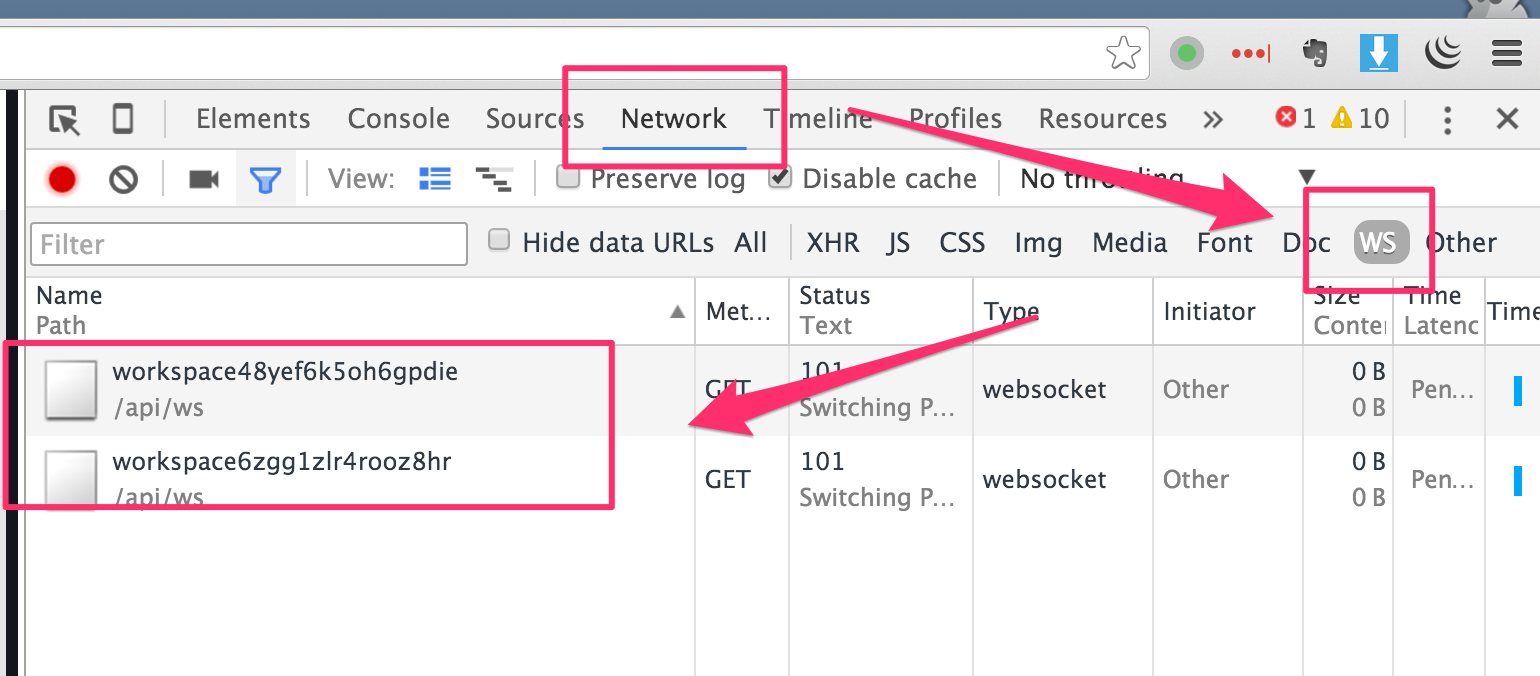 Elements Console Sources Network Timeline Profiles Resources » 1 10
View: Preserve log Disable cache No throttling
Filter Hide data URLs All XHR JS CSS Img Media Font Doc WS Other
Name Met... Status Type Initiator Size Time Time
Path Text Conte Latenc
workspace48yef6k5oh6gpdie GET 101 websocket Other 0 B Pen...
/api/ws Switching P... 0 B
workspace6zgg1zlr4rooz8hr GET 101 websocket Other 0 B Pen...
/api/ws Switching P... 0 B